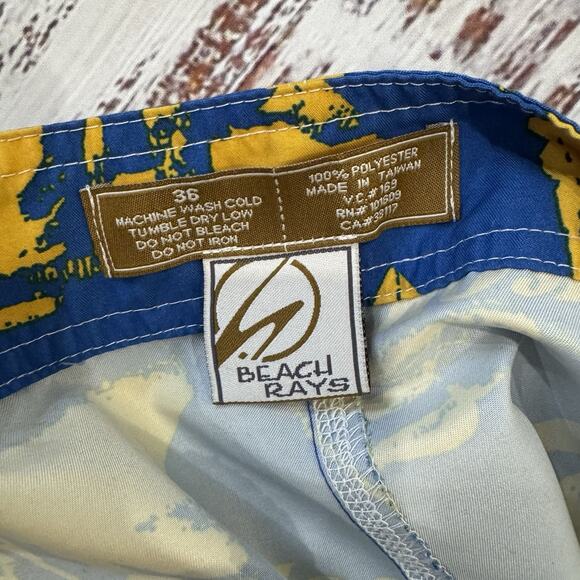 36
MACHINE WASH COLD
TUMBLE DRY LOW
DO NOT BLEACH
DO NOT IRON
100% POLYESTER
MADE IN TAIWAN
V.C.#169
RN#101609
CA#39117
BEACH
RAYS